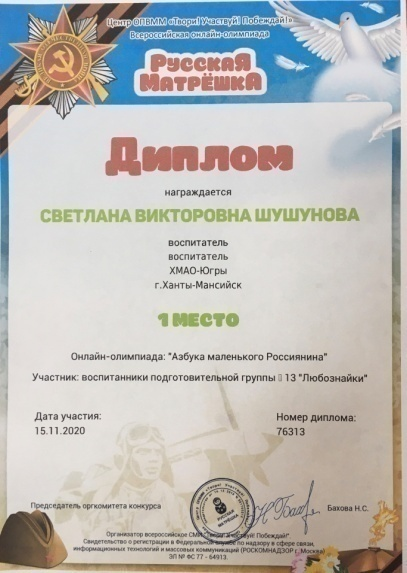 Центр ОПВММ «Твори! Участвуй! Побеждай!»
Всероссийская онлайн-олимпиада
Русская
Матрёшка
Диплом
награждается
СВЕТЛАНА ВИКТОРОВНА ШУШУНОВА
воспитатель
воспитатель
ХМАО-Югры
г.Ханты-Мансийск
1 МЕСТО
Онлайн-олимпиада: "Азбука маленького Россиянина"
Участник: воспитанники подготовительной группы 13 "Любознайки"
Дата участия:
15.11.2020
Номер диплома:
76313
Председатель оргкомитета конкурса
Бахова Н.С.
Организатор всероссийское СМИ "Твори! Участвуй! Побеждай!".
Свидетельство о регистрации в Федеральной службе по надзору в сфере связи,
информационных технологий и массовых коммуникаций (РОСКОМНАДЗОР г. Москва)
ЭЛ № ФС 77 - 64913.